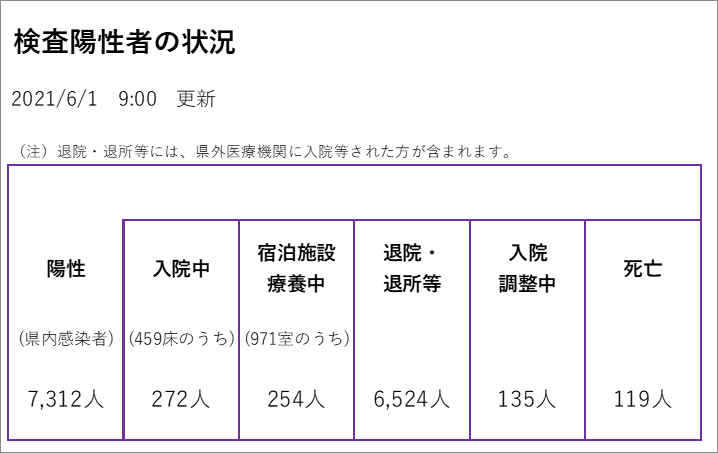 検査陽性者の状況
2021/6/1 9:00 更新
（注）退院・退所等には、県外医療機関に入院等された方が含まれます。
陽性
入院中
宿泊施設
療養中
退院・
退所等
入院
調整中
死亡
(県内感染者)
(459床のうち)
(971室のうち)
7,312人
272人
254人
6,524人
135人
119人